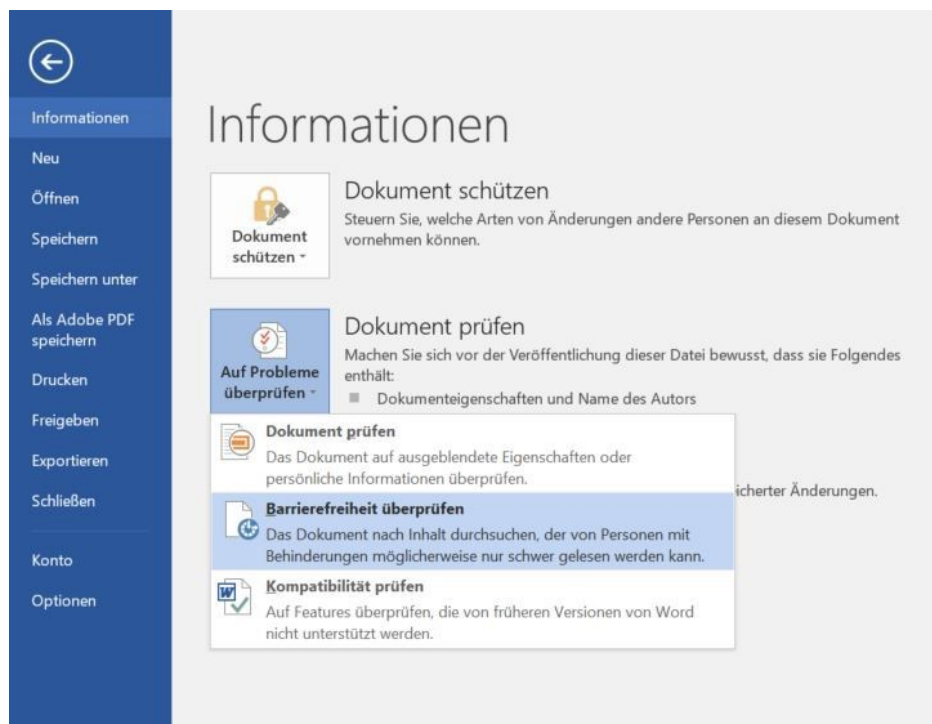 Informationen
Neu
Öffnen
Speichern
Speichern unter
Als Adobe PDF
speichern
Drucken
Freigeben
Exportieren
Schließen
Konto
Optionen
Informationen
Dokument
schützen
Dokument schützen
Steuern Sie, welche Arten von Änderungen andere Personen an diesem Dokument
vornehmen können.
Auf Probleme
überprüfen
Dokument prüfen
Machen Sie sich vor der Veröffentlichung dieser Datei bewusst, dass sie Folgendes
enthält:
Dokumenteigenschaften und Name des Autors
Dokument prüfen
Das Dokument auf ausgeblendete Eigenschaften oder
persönliche Informationen überprüfen.
icherter Änderungen.
Barrierefreiheit überprüfen
Das Dokument nach Inhalt durchsuchen, der von Personen mit
Behinderungen möglicherweise nur schwer gelesen werden kann.
Kompatibilität prüfen
Auf Features überprüfen, die von früheren Versionen von Word
nicht unterstützt werden.